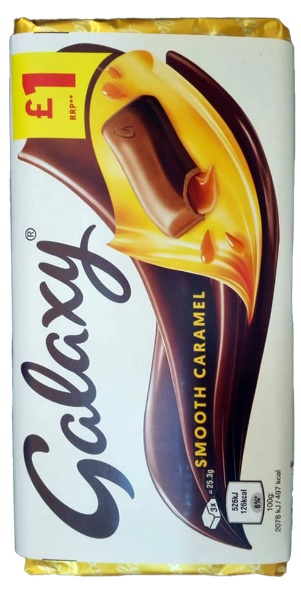 £1
RRP**
Galaxy®
SMOOTH CARAMEL
3x = 25.3g
526kJ
126kcal
6%*
100g:
2078 kJ / 497 kcal